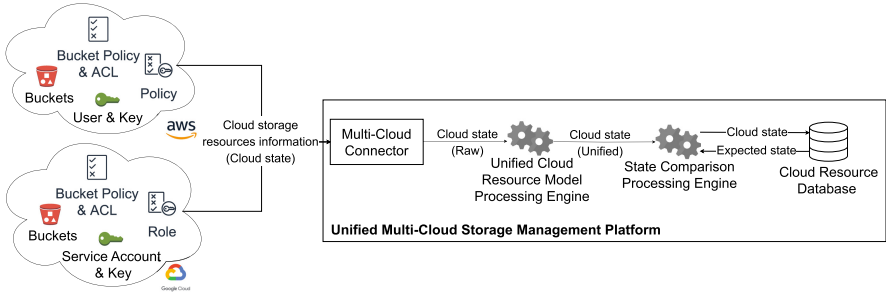 Bucket Policy
& ACL
Buckets
Policy
User & Key
aws
Bucket Policy
& ACL
Buckets
Role
Service Account
& Key
Google Cloud
Cloud storage
resources information
(Cloud state)
Multi-Cloud
Connector
Cloud state
(Raw)
Unified Cloud
Resource Model
Processing Engine
Cloud state
(Unified)
State Comparison
Processing Engine
Cloud state
Expected state
Cloud Resource
Database
Unified Multi-Cloud Storage Management Platform